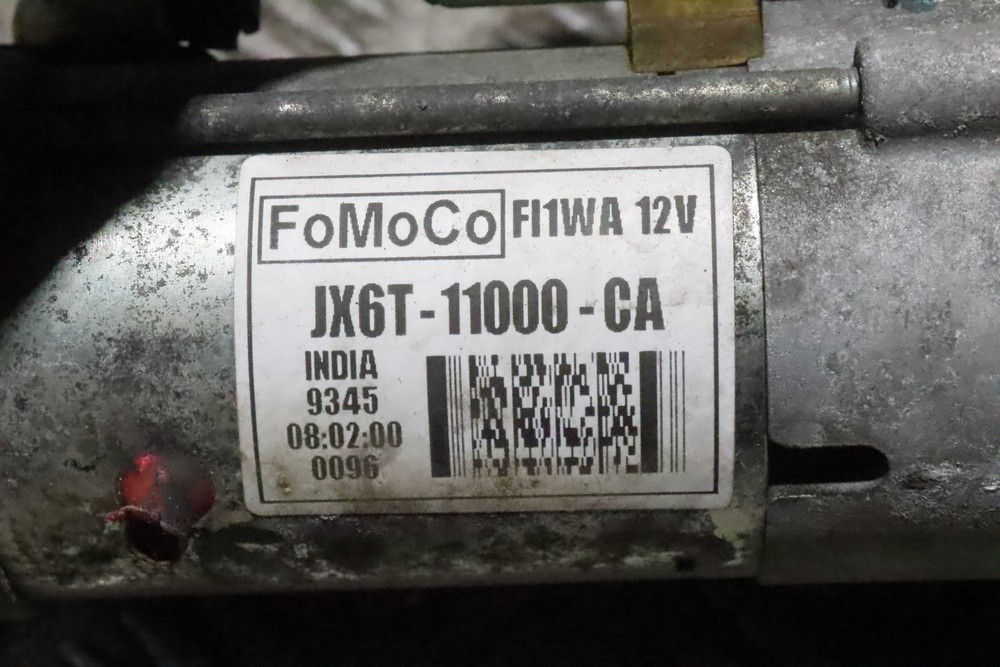 FoMoCo FI1WA 12V
JX6T-11000-CA
INDIA
9345
08:02:00
0096